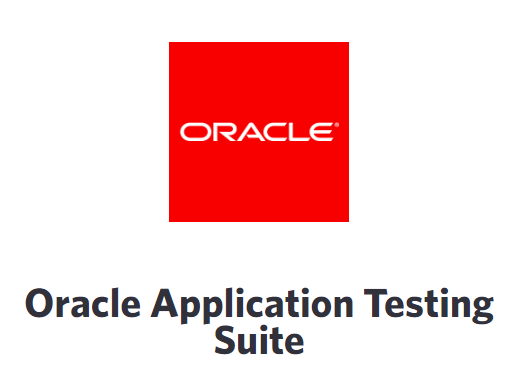 ORACLE®
Oracle Application Testing
Suite